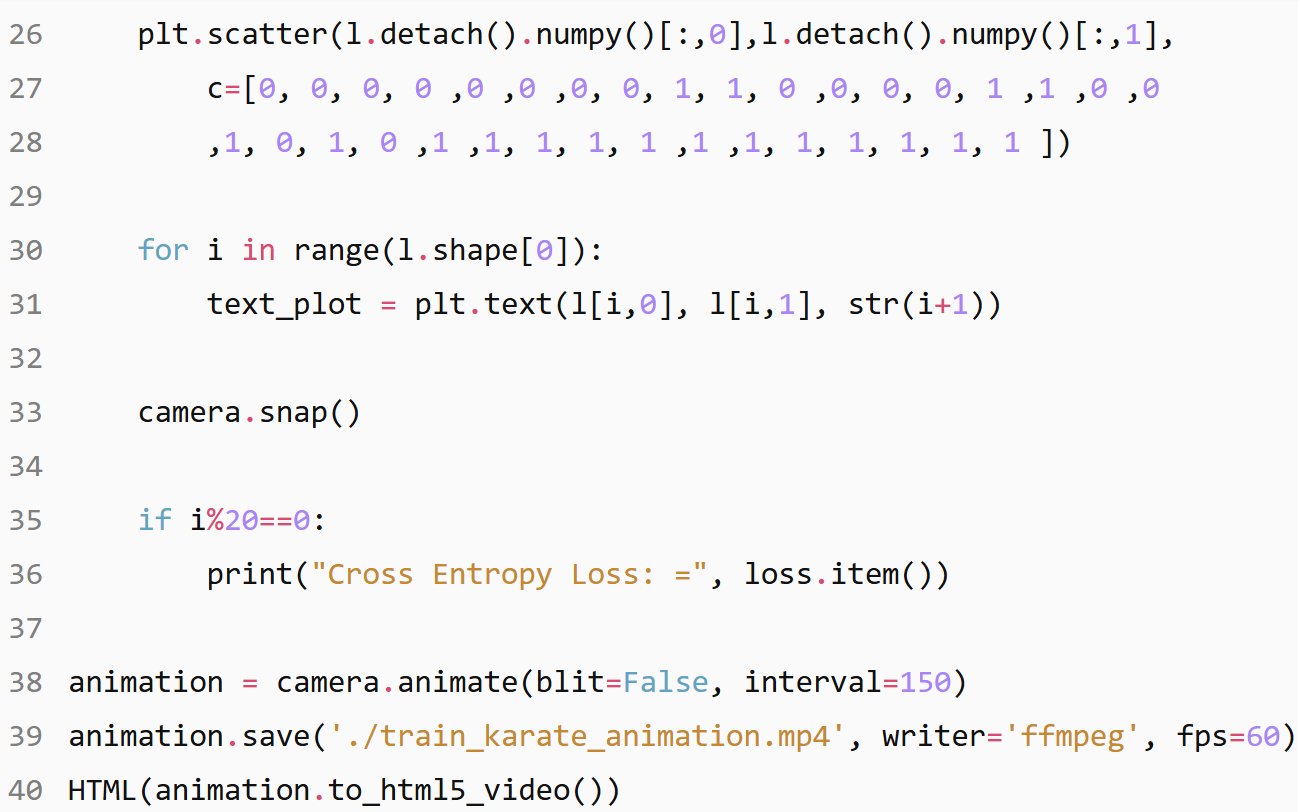 26 plt.scatter(l.detach().numpy()[:,0],l.detach().numpy()[:,1],
27 c=[0, 0, 0, 0 ,0 ,0 ,0, 0, 1, 1, 0 ,0, 0, 0, 1 ,1 ,0 ,0
28 ,1, 0, 1, 0 ,1 ,1, 1, 1, 1 ,1 ,1, 1, 1, 1, 1, 1 ])
29
30 for i in range(l.shape[0]):
31 text_plot = plt.text(l[i,0], l[i,1], str(i+1))
32
33 camera.snap()
34
35 if i%20==0:
36 print("Cross Entropy Loss: =", loss.item())
37
38 animation = camera.animate(blit=False, interval=150)
39 animation.save('./train_karate_animation.mp4', writer='ffmpeg', fps=60)
40 HTML(animation.to_html5_video())